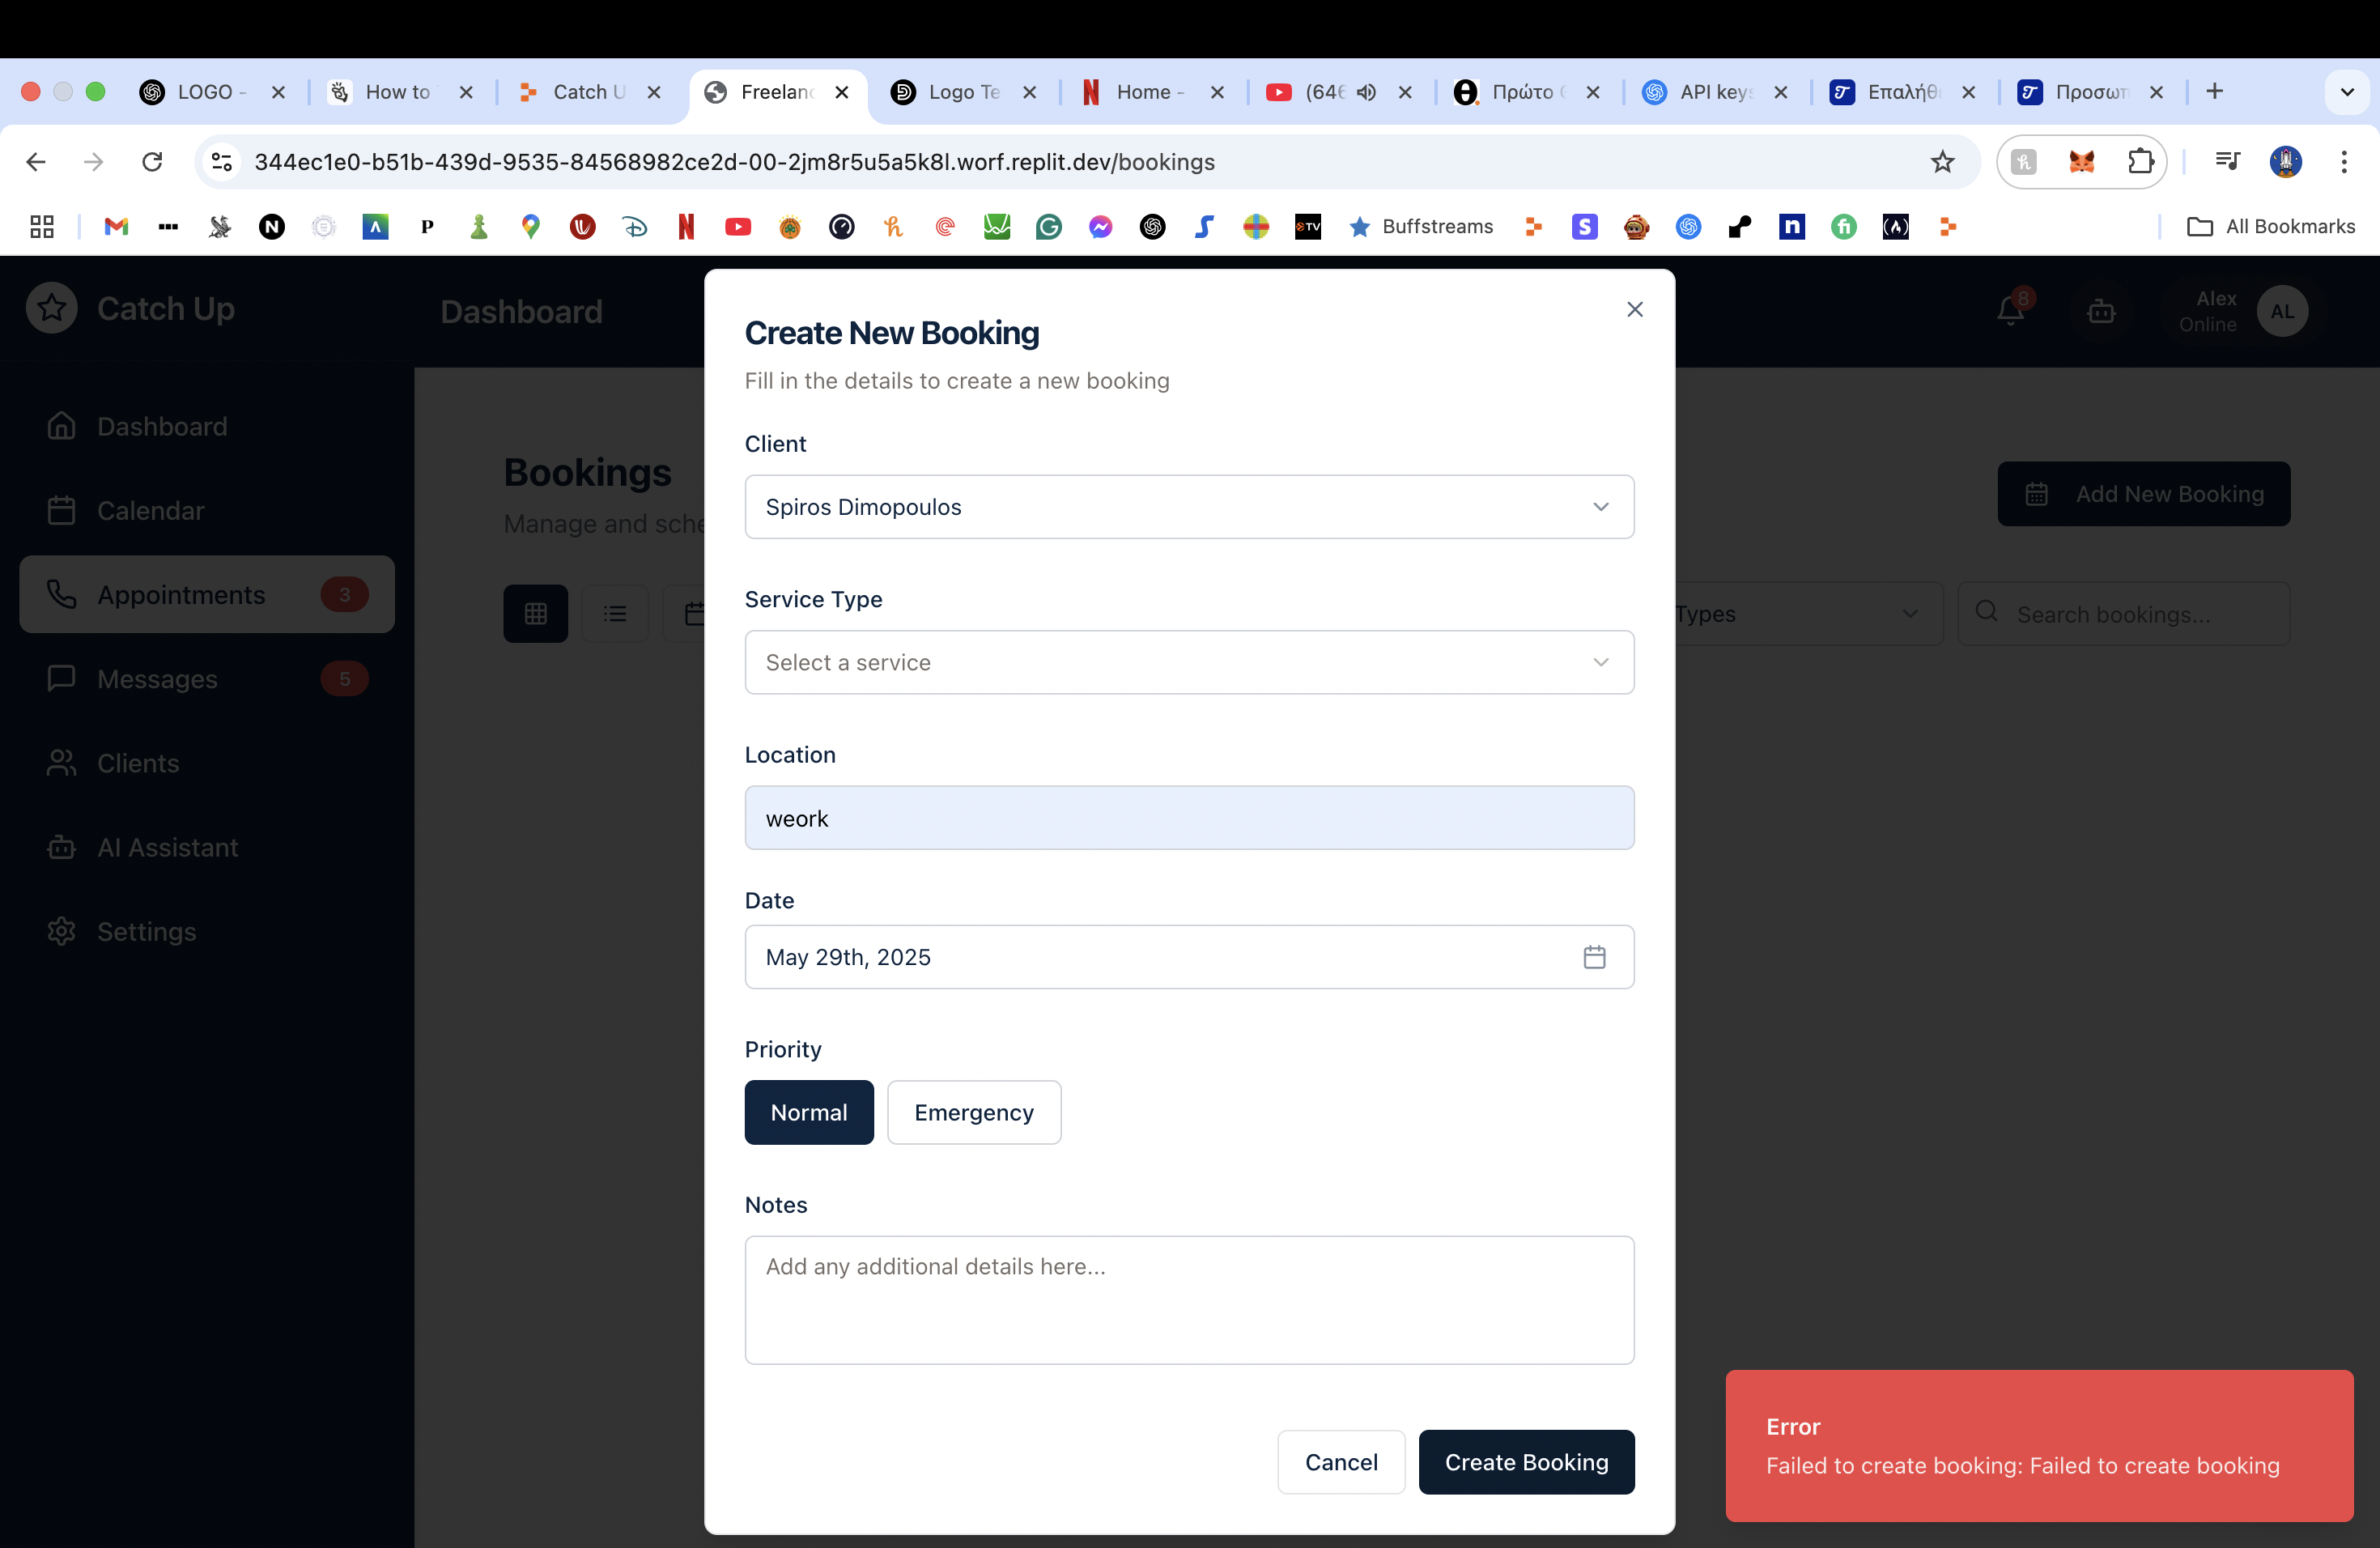 LOGO -
How to
Catch U
Freelanc
Logo Te
Home -
(646
Πρώτο
API keys
Επαλήθ
Προσωπ
344ec1e0-b51b-439d-9535-84568982ce2d-00-2jm8r5u5a5k8l.worf.replit.dev/bookings
Buffstreams
All Bookmarks
Catch Up
Dashboard
8
Alex
Online
AL
Dashboard
Calendar
Appointments 3
Messages 5
Clients
AI Assistant
Settings
Bookings
Manage and sche
Add New Booking
Types
Search bookings...
Create New Booking
Fill in the details to create a new booking
Client
Spiros Dimopoulos
Service Type
Select a service
Location
weork
Date
May 29th, 2025
Priority
Normal Emergency
Notes
Add any additional details here...
Cancel Create Booking
Error
Failed to create booking: Failed to create booking